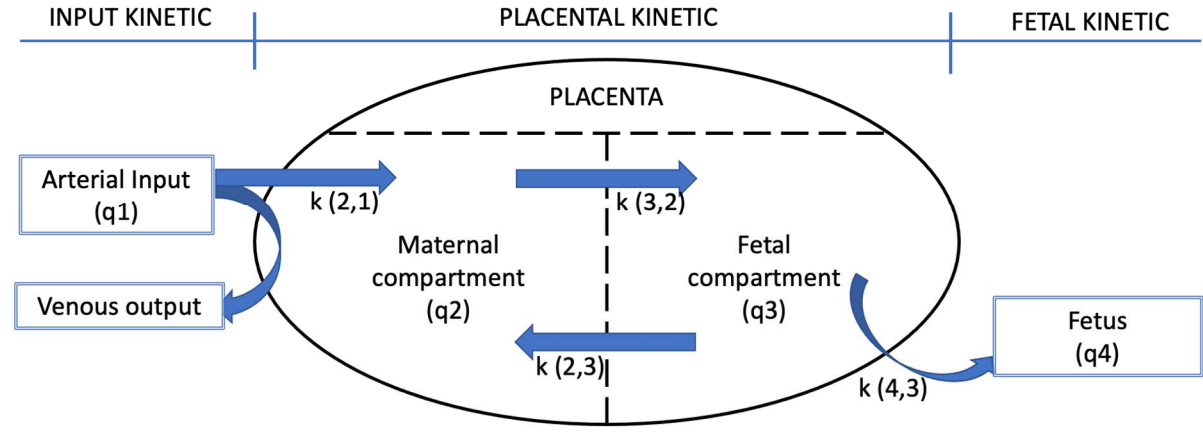 INPUT KINETIC
PLACENTAL KINETIC
FETAL KINETIC
PLACENTA
Arterial Input
(q1)
k (2,1)
k (3,2)
Maternal
compartment
(q2)
Fetal
compartment
(q3)
Venous output
k (2,3)
k (4,3)
Fetus
(q4)